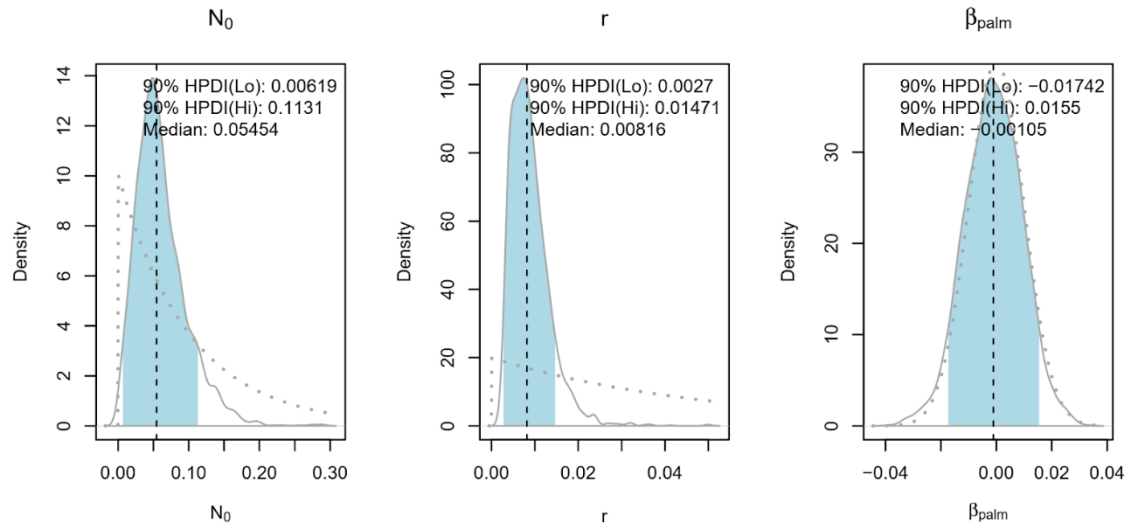 N0
90% HPDI(Lo): 0.00619
90% HPDI(Hi): 0.1131
Median: 0.05454
Density
14
12
10
8
6
4
2
0
0.00 0.10 0.20 0.30
N0
r
90% HPDI(Lo): 0.0027
90% HPDI(Hi): 0.01471
Median: 0.00816
Density
100
80
60
40
20
0
0.00 0.02 0.04
r
βpalm
90% HPDI(Lo): −0.01742
90% HPDI(Hi): 0.0155
Median: −0.00105
Density
30
20
10
0
−0.04 0.00 0.02 0.04
βpalm